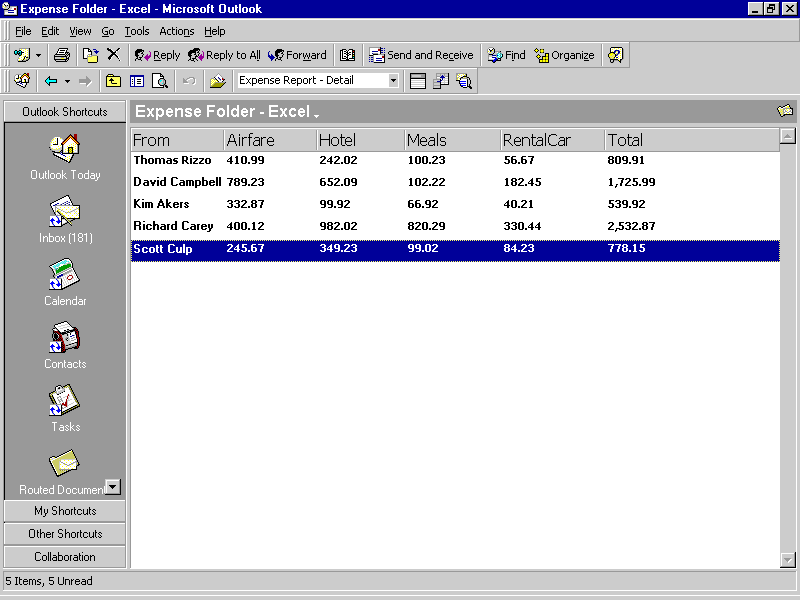 Expense Folder - Excel - Microsoft Outlook
File Edit View Go Tools Actions Help
Reply Reply to All Forward Send and Receive Find Organize
Expense Report - Detail
Outlook Shortcuts
Expense Folder - Excel
From Airfare Hotel Meals RentalCar Total
Thomas Rizzo 410.99 242.02 100.23 56.67 809.91
David Campbell 789.23 652.09 102.22 182.45 1,725.99
Kim Akers 332.87 99.92 66.92 40.21 539.92
Richard Carey 400.12 982.02 820.29 330.44 2,532.87
Scott Culp 245.67 349.23 99.02 84.23 778.15
Outlook Today
Inbox (181)
Calendar
Contacts
Tasks
Routed Documen
My Shortcuts
Other Shortcuts
Collaboration
5 Items, 5 Unread